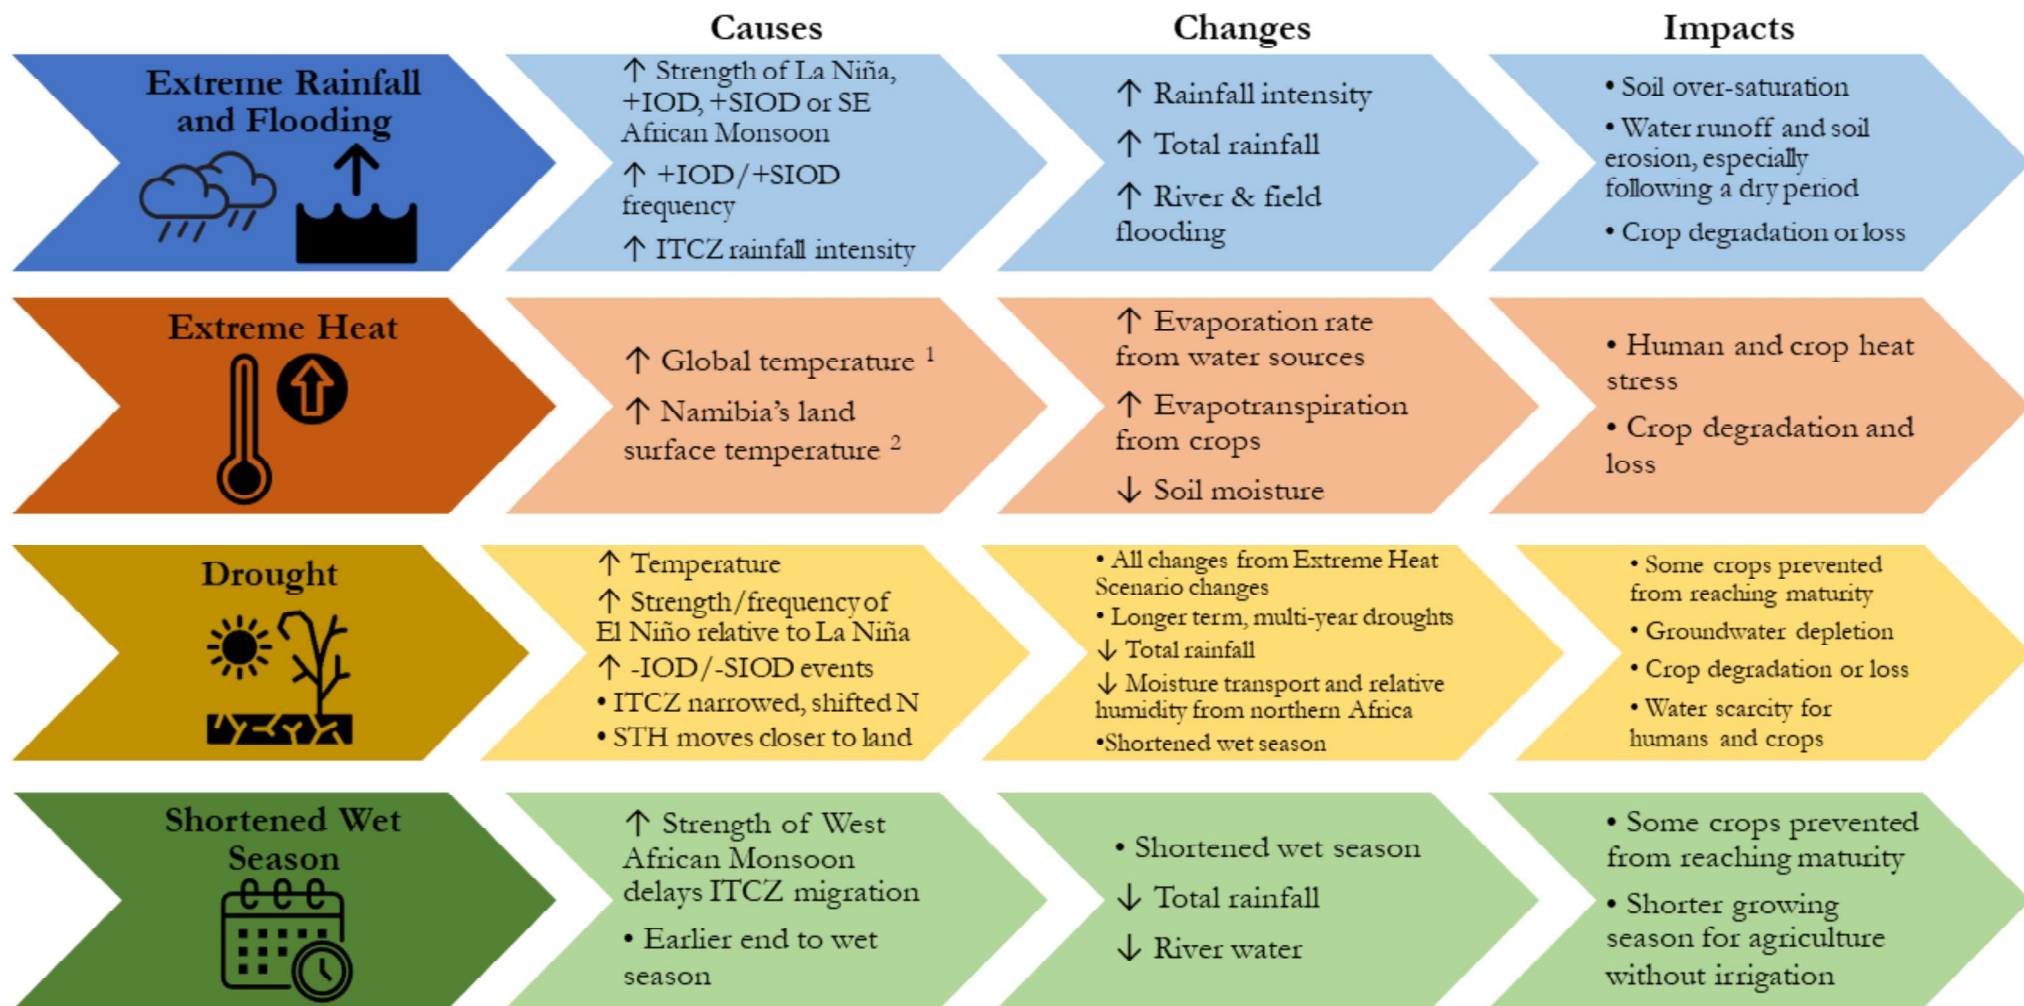 Causes
Changes
Impacts
Extreme Rainfall
and Flooding
↑ Strength of La Niña,
+IOD, +SIOD or SE
African Monsoon
↑ +IOD/+SIOD
frequency
↑ ITCZ rainfall intensity
↑ Rainfall intensity
↑ Total rainfall
↑ River & field
flooding
• Soil over-saturation
• Water runoff and soil
erosion, especially
following a dry period
• Crop degradation or loss
Extreme Heat
↑ Global temperature ¹
↑ Namibia's land
surface temperature ²
↑ Evaporation rate
from water sources
↑ Evapotranspiration
from crops
↓ Soil moisture
• Human and crop heat
stress
• Crop degradation and
loss
Drought
↑ Temperature
↑ Strength/frequency of
El Niño relative to La Niña
↑ -IOD/-SIOD events
• ITCZ narrowed, shifted N
• STH moves closer to land
• All changes from Extreme Heat
Scenario changes
• Longer term, multi-year droughts
↓ Total rainfall
↓ Moisture transport and relative
humidity from northern Africa
•Shortened wet season
• Some crops prevented
from reaching maturity
• Groundwater depletion
• Crop degradation or loss
• Water scarcity for
humans and crops
Shortened Wet
Season
↑ Strength of West
African Monsoon
delays ITCZ migration
• Earlier end to wet
season
• Shortened wet season
↓ Total rainfall
↓ River water
• Some crops prevented
from reaching maturity
• Shorter growing
season for agriculture
without irrigation